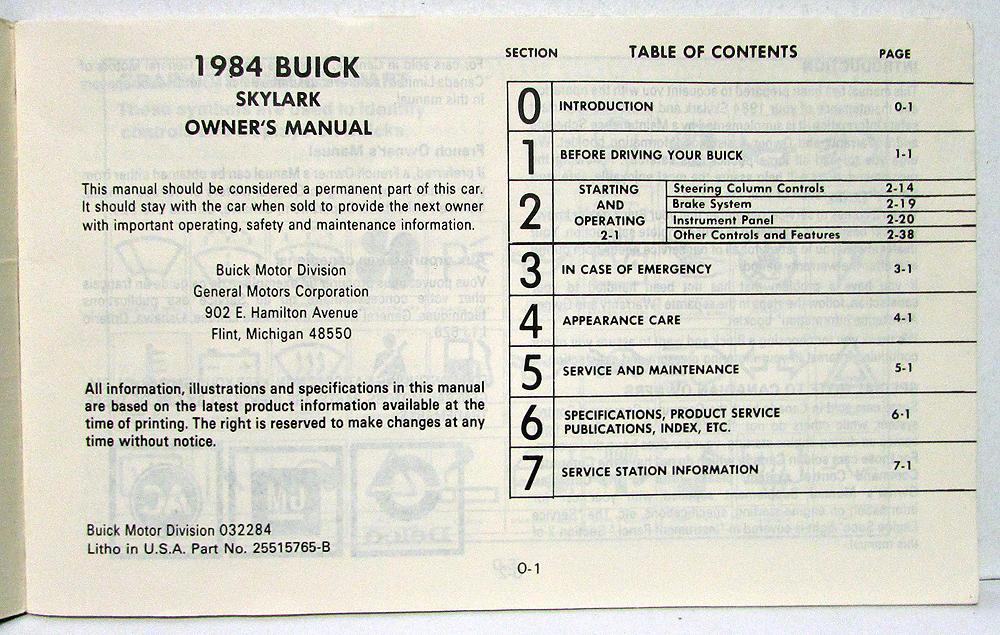 1984 BUICK
SKYLARK
OWNER'S MANUAL
This manual should be considered a permanent part of this car.
It should stay with the car when sold to provide the next owner
with important operating, safety and maintenance information.
Buick Motor Division
General Motors Corporation
902 E. Hamilton Avenue
Flint, Michigan 48550
All information, illustrations and specifications in this manual
are based on the latest product information available at the
time of printing. The right is reserved to make changes at any
time without notice.
Buick Motor Division 032284
Litho in U.S.A. Part No. 25515765-B
SECTION TABLE OF CONTENTS PAGE
0 INTRODUCTION 0-1
1 BEFORE DRIVING YOUR BUICK 1-1
2 STARTING AND OPERATING 2-1
Steering Column Controls 2-14
Brake System 2-19
Instrument Panel 2-20
Other Controls and Features 2-38
3 IN CASE OF EMERGENCY 3-1
4 APPEARANCE CARE 4-1
5 SERVICE AND MAINTENANCE 5-1
6 SPECIFICATIONS, PRODUCT SERVICE 6-1
PUBLICATIONS, INDEX, ETC.
7 SERVICE STATION INFORMATION 7-1
0-1